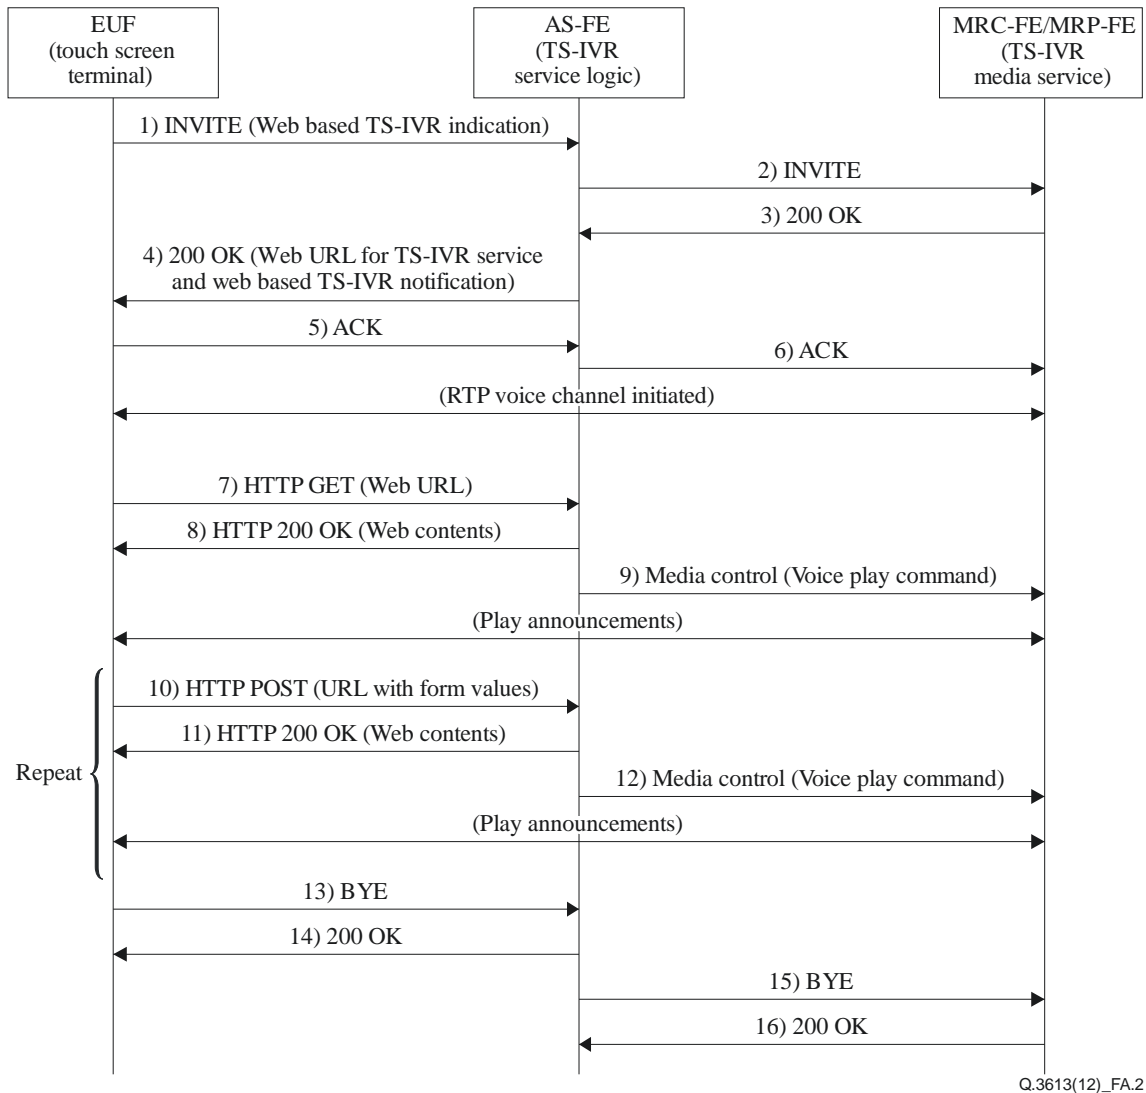 EUF
(touch screen
terminal)
AS-FE
(TS-IVR
service logic)
MRC-FE/MRP-FE
(TS-IVR
media service)
1) INVITE (Web based TS-IVR indication)
2) INVITE
3) 200 OK
4) 200 OK (Web URL for TS-IVR service
and web based TS-IVR notification)
5) ACK
6) ACK
(RTP voice channel initiated)
7) HTTP GET (Web URL)
8) HTTP 200 OK (Web contents)
9) Media control (Voice play command)
(Play announcements)
10) HTTP POST (URL with form values)
11) HTTP 200 OK (Web contents)
Repeat
12) Media control (Voice play command)
(Play announcements)
13) BYE
14) 200 OK
15) BYE
16) 200 OK
Q.3613(12)_FA.2